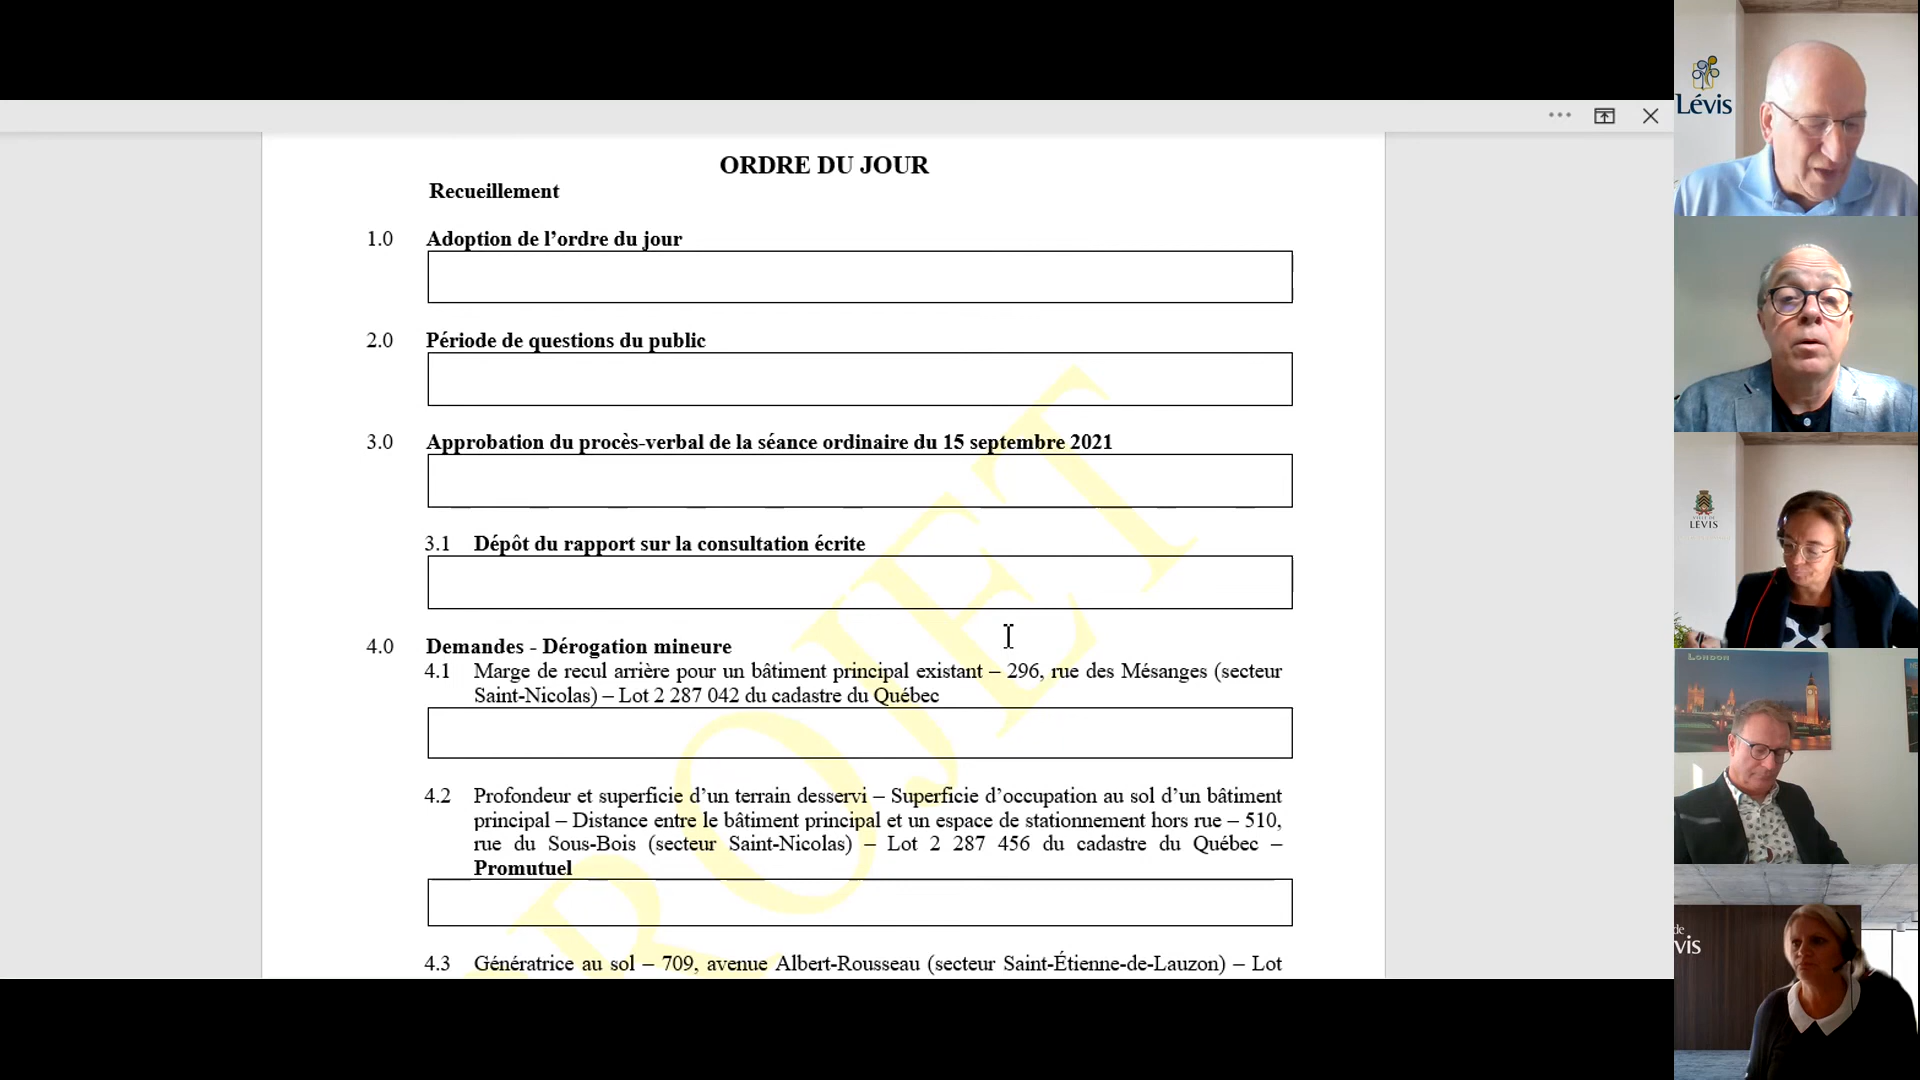 ORDRE DU JOUR
Recueillement
1.0 Adoption de l’ordre du jour
2.0 Période de questions du public
3.0 Approbation du procès-verbal de la séance ordinaire du 15 septembre 2021
3.1 Dépôt du rapport sur la consultation écrite
4.0 Demandes - Dérogation mineure
4.1 Marge de recul arrière pour un bâtiment principal existant – 296, rue des Mésanges (secteur
Saint-Nicolas) – Lot 2 287 042 du cadastre du Québec
4.2 Profondeur et superficie d’un terrain desservi – Superficie d’occupation au sol d’un bâtiment
principal – Distance entre le bâtiment principal et un espace de stationnement hors rue – 510,
rue du Sous-Bois (secteur Saint-Nicolas) – Lot 2 287 456 du cadastre du Québec –
Promutuel
4.3 Génératrice au sol – 709, avenue Albert-Rousseau (secteur Saint-Étienne-de-Lauzon) – Lot
PROJET
Lévis
LÉVIS
LONDON
de
vis